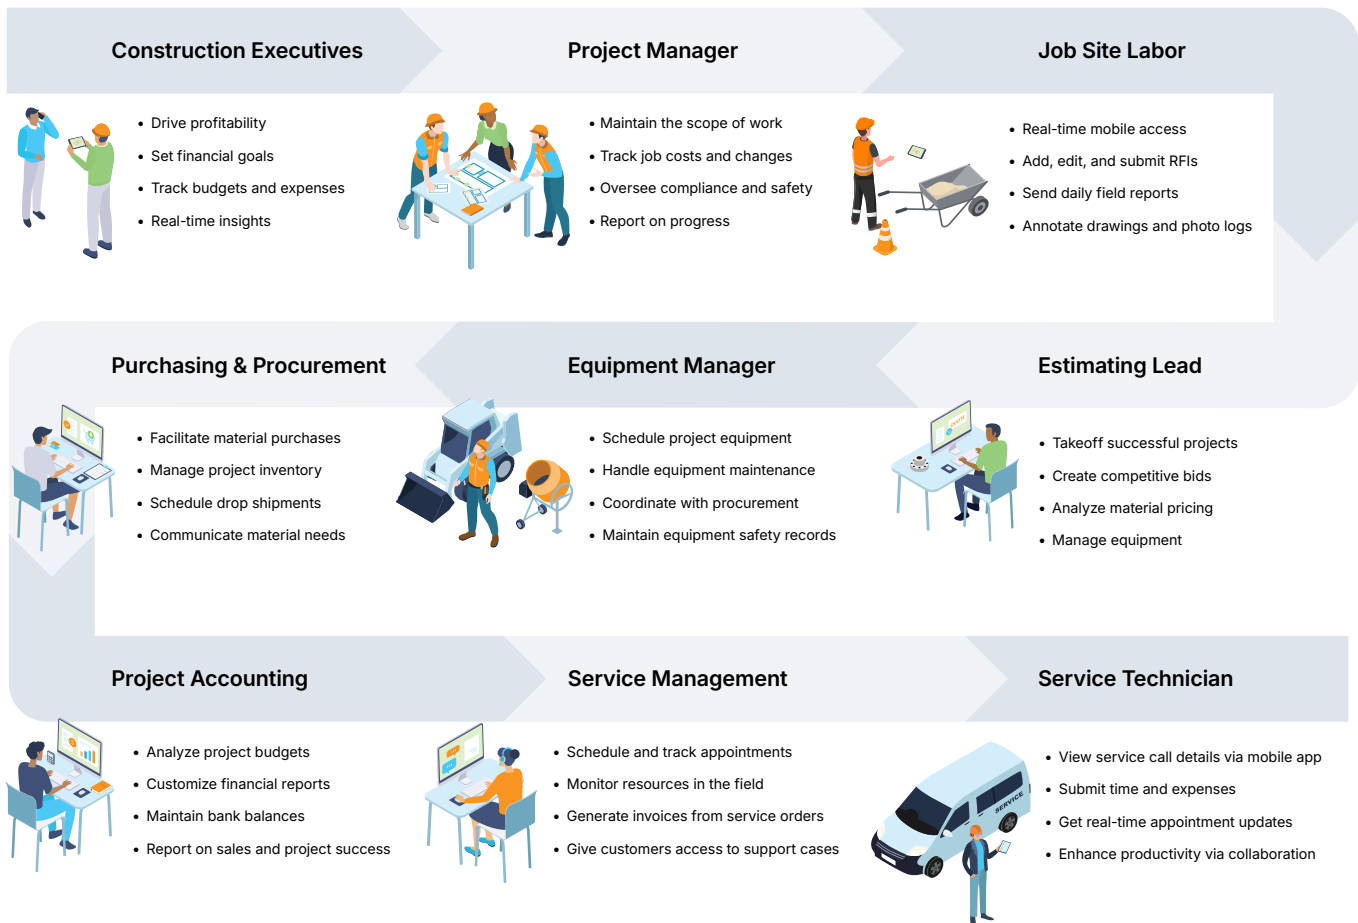 Construction Executives
• Drive profitability
• Set financial goals
• Track budgets and expenses
• Real-time insights
Project Manager
• Maintain the scope of work
• Track job costs and changes
• Oversee compliance and safety
• Report on progress
Job Site Labor
• Real-time mobile access
• Add, edit, and submit RFIs
• Send daily field reports
• Annotate drawings and photo logs
Estimating Lead
• Takeoff successful projects
• Create competitive bids
• Analyze material pricing
• Manage equipment
Equipment Manager
• Schedule project equipment
• Handle equipment maintenance
• Coordinate with procurement
• Maintain equipment safety records
Purchasing & Procurement
• Facilitate material purchases
• Manage project inventory
• Schedule drop shipments
• Communicate material needs
Project Accounting
• Analyze project budgets
• Customize financial reports
• Maintain bank balances
• Report on sales and project success
Service Management
• Schedule and track appointments
• Monitor resources in the field
• Generate invoices from service orders
• Give customers access to support cases
Service Technician
• View service call details via mobile app
• Submit time and expenses
• Get real-time appointment updates
• Enhance productivity via collaboration
SERVICE